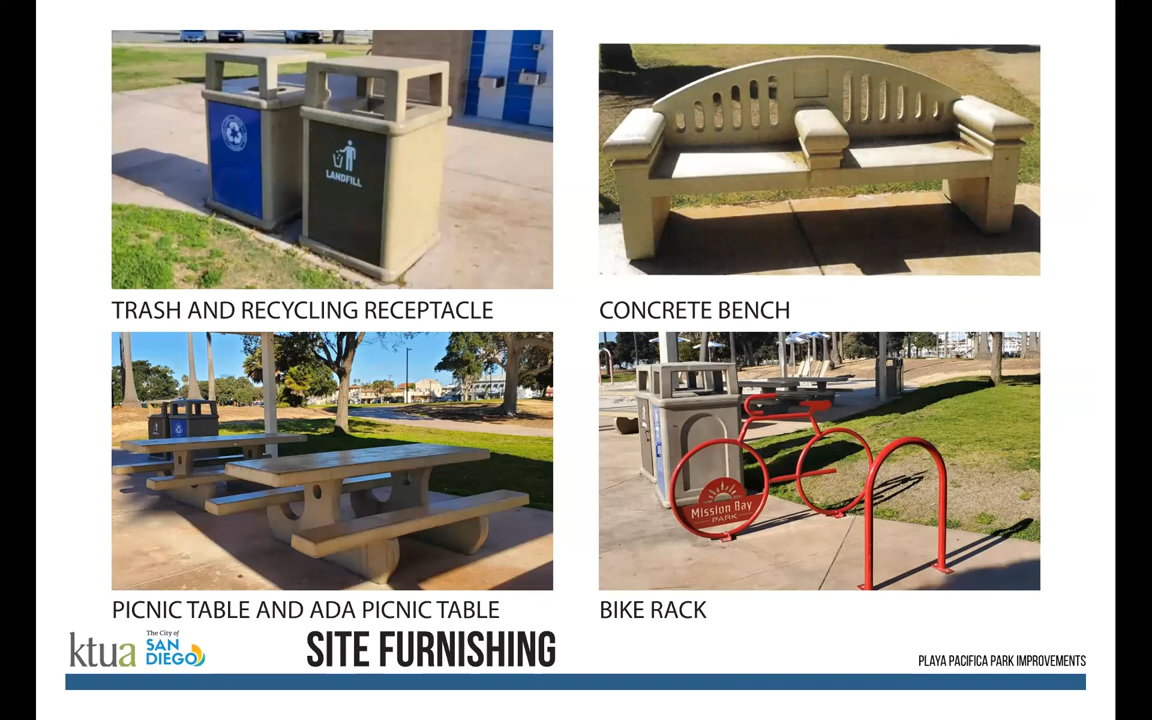 LANDFILL
TRASH AND RECYCLING RECEPTACLE
CONCRETE BENCH
Mission Bay
PARK
PICNIC TABLE AND ADA PICNIC TABLE
BIKE RACK
ktua
The City of
SAN
DIEGO
SITE FURNISHING
PLAYA PACIFICA PARK IMPROVEMENTS